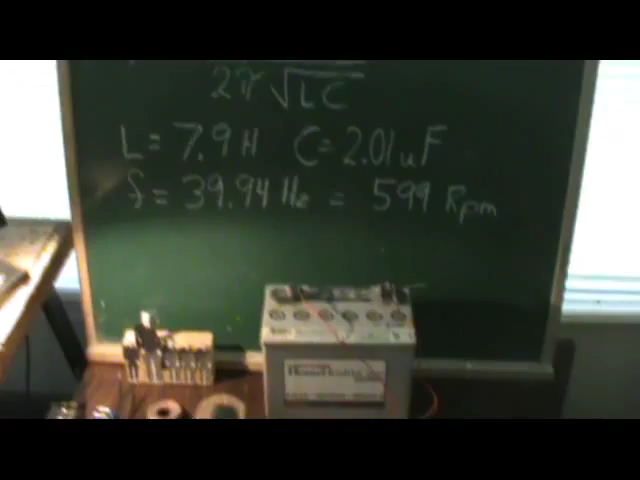 2π √LC
L = 7.9 H C = 2.01 uF
f = 39.94 Hz = 599 Rpm